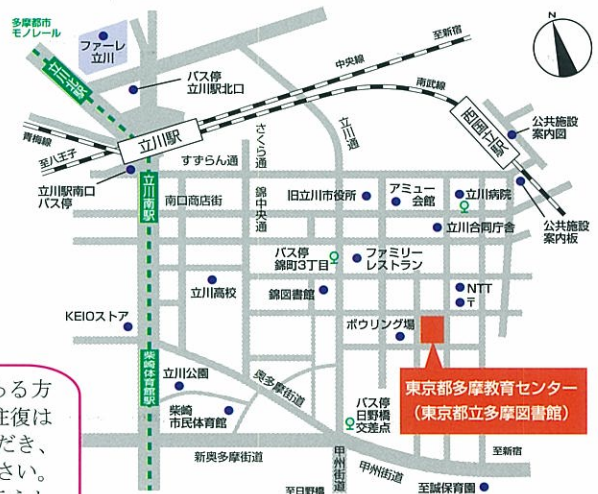 多摩都市
モノレール
ファーレ
立川
立川北駅
バス停
立川駅北口
至新宿
中央線
南武線
N
青梅線
至八王子
立川駅
立川駅南口
バス停
立川南駅
すずらん通
南口商店街
さくら通
錦中央通
立川通
西国立駅
公共施設
案内図
旧立川市役所
アミュー
会館
立川病院
立川合同庁舎
公共施設
案内板
バス停
錦町3丁目
ファミリー
レストラン
立川高校
錦図書館
NTT
〒
KEIOストア
ボウリング場
柴崎体育館駅
立川公園
奥多摩街道
柴崎
市民体育館
バス停
日野橋
交差点
東京都多摩教育センター
(東京都立多摩図書館)
新奥多摩街道
甲州街道
甲州街道
至新宿
至日野橋
至誠保育園
ある方
往復は
だき、
さい。